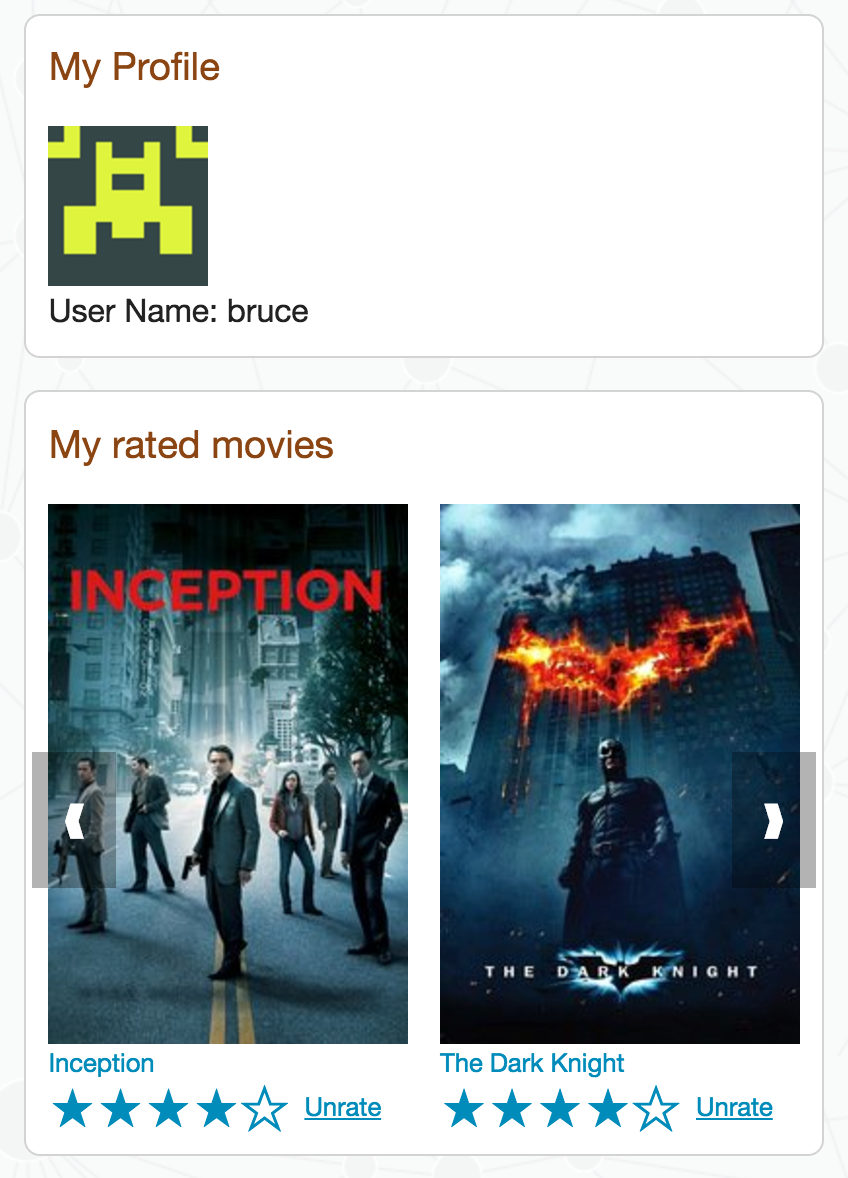 My Profile
User Name: bruce
My rated movies
INCEPTION
THE DARK KNIGHT
Inception
Unrate
The Dark Knight
Unrate